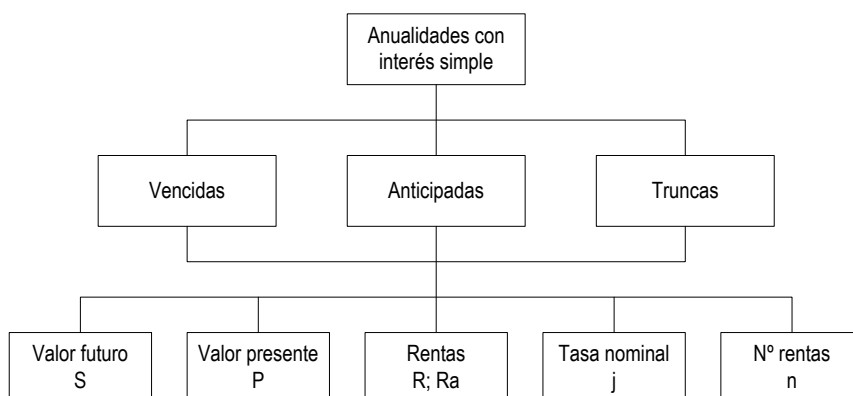 Anualidades con
interés simple
Vencidas
Anticipadas
Truncas
Valor futuro
S
Valor presente
P
Rentas
R; Ra
Tasa nominal
j
Nº rentas
n